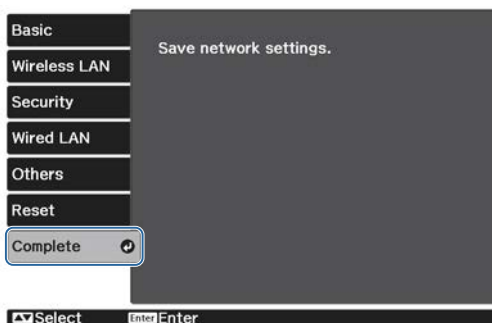 Basic
Wireless LAN
Security
Wired LAN
Others
Reset
Complete
Save network settings.
Select
Enter Enter